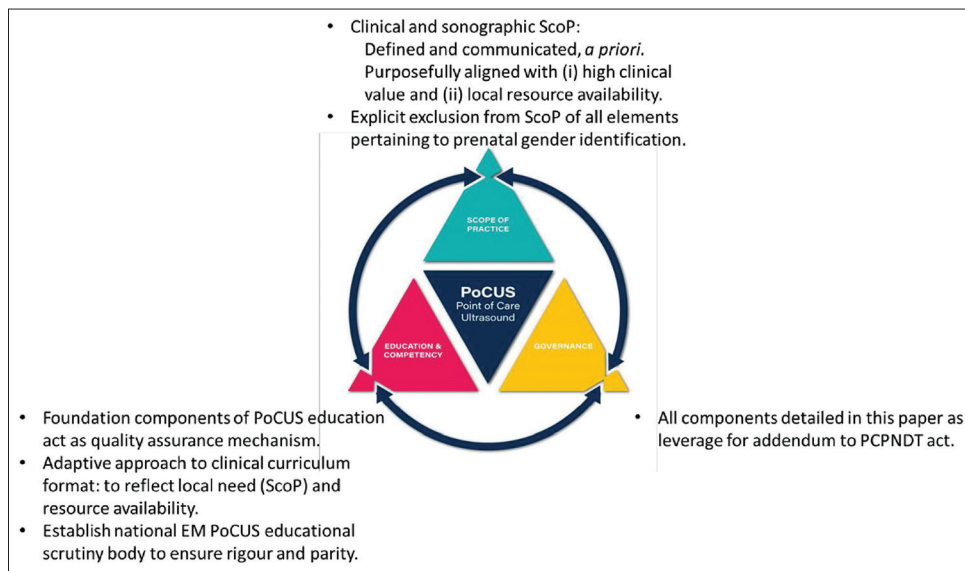 • Clinical and sonographic ScoP:
Defined and communicated, a priori.
Purposefully aligned with (i) high clinical
value and (ii) local resource availability.
• Explicit exclusion from ScoP of all elements
pertaining to prenatal gender identification.
SCOPE OF
PRACTICE
PoCUS
Point of Care
Ultrasound
EDUCATION &
COMPETENCY
GOVERNANCE
• Foundation components of PoCUS education
act as quality assurance mechanism.
• Adaptive approach to clinical curriculum
format: to reflect local need (ScoP) and
resource availability.
• Establish national EM PoCUS educational
scrutiny body to ensure rigour and parity.
• All components detailed in this paper as
leverage for addendum to PCPNDT act.